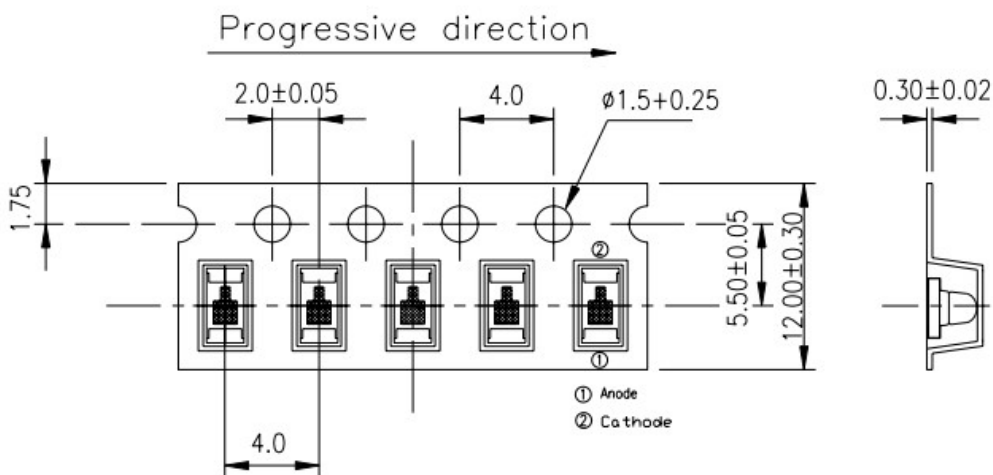 Progressive direction
2.0±0.05
4.0
ϕ1.5+0.25
0.30±0.02
1.75
②
5.50±0.05
12.00±0.30
①
① Anode
② Cathode
4.0